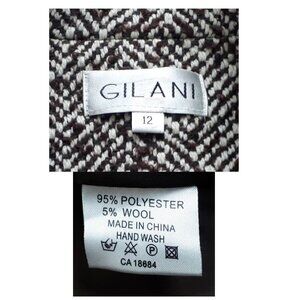 GILANI
12
95% POLYESTER
5% WOOL
MADE IN CHINA
HAND WASH
CA 18684